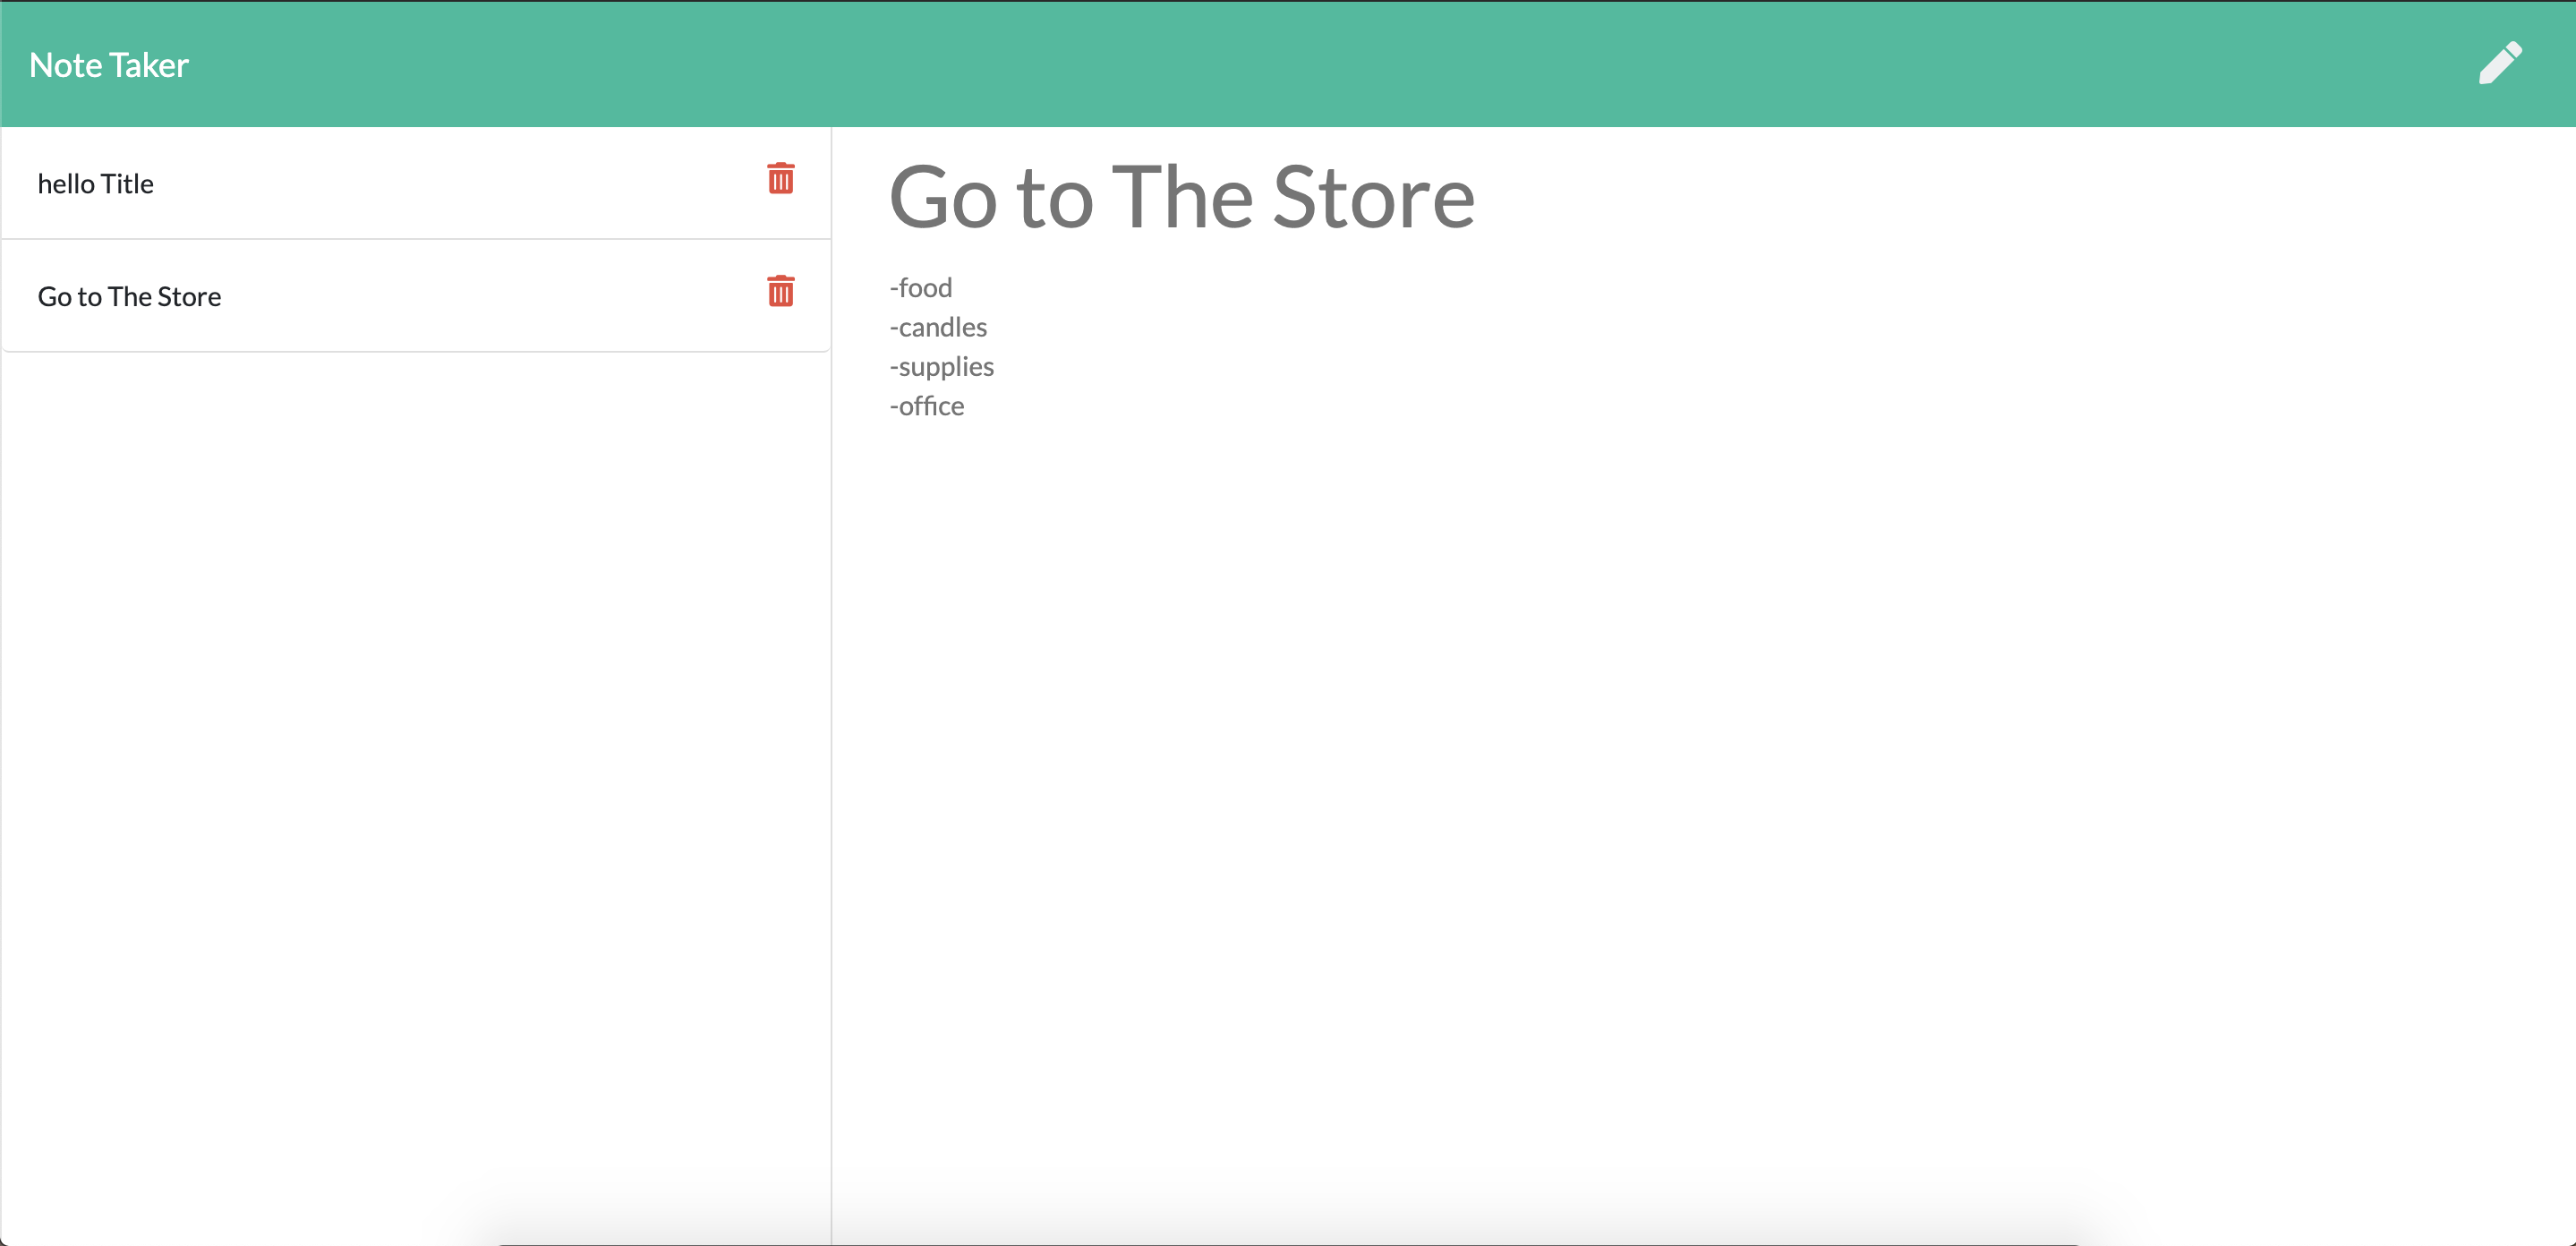 Note Taker
hello Title
Go to The Store
Go to The Store
-food
-candles
-supplies
-office